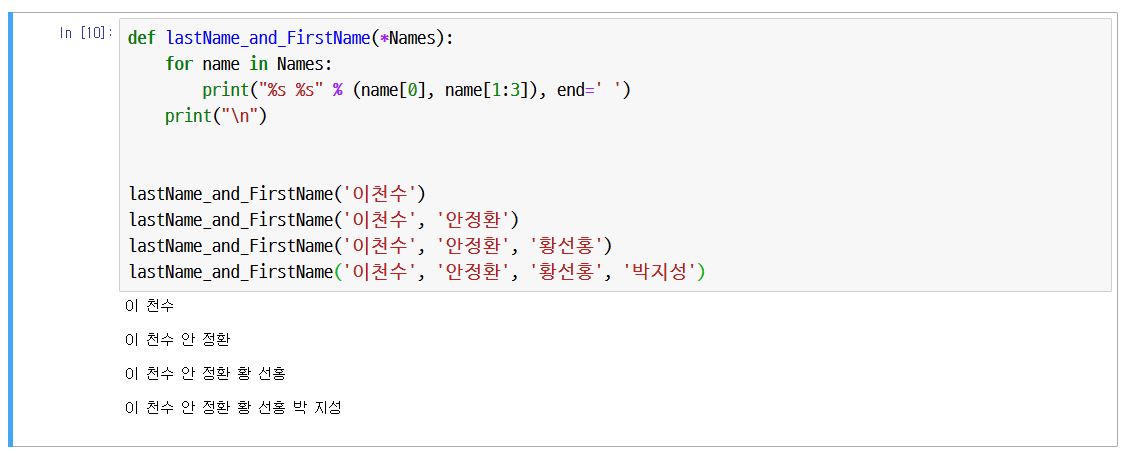 In [10]:
def lastName_and_FirstName(*Names):
    for name in Names:
        print("%s %s" % (name[0], name[1:3]), end=' ')
    print("\n")
lastName_and_FirstName('이천수')
lastName_and_FirstName('이천수', '안정환')
lastName_and_FirstName('이천수', '안정환', '황선홍')
lastName_and_FirstName('이천수', '안정환', '황선홍', '박지성')
이 천수
이 천수 안 정환
이 천수 안 정환 황 선홍
이 천수 안 정환 황 선홍 박 지성